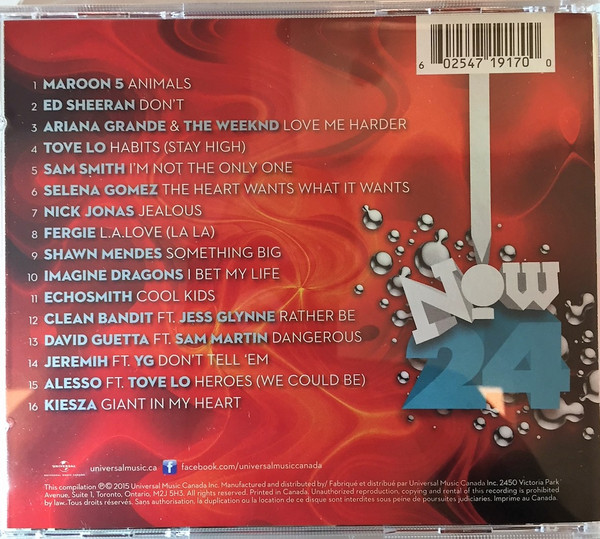 6 02547 19170 0
1 MAROON 5 ANIMALS
2 ED SHEERAN DON'T
3 ARIANA GRANDE & THE WEEKND LOVE ME HARDER
4 TOVE LO HABITS (STAY HIGH)
5 SAM SMITH I'M NOT THE ONLY ONE
6 SELENA GOMEZ THE HEART WANTS WHAT IT WANTS
7 NICK JONAS JEALOUS
8 FERGIE L.A.LOVE (LA LA)
9 SHAWN MENDES SOMETHING BIG
10 IMAGINE DRAGONS I BET MY LIFE
11 ECHOSMITH COOL KIDS
12 CLEAN BANDIT FT. JESS GLYNNE RATHER BE
13 DAVID GUETTA FT. SAM MARTIN DANGEROUS
14 JEREMIH FT. YG DON'T TELL 'EM
15 ALESSO FT. TOVE LO HEROES (WE COULD BE)
16 KIESZA GIANT IN MY HEART
NOW
24
UNIVERSAL
universalmusic.ca f facebook.com/universalmusiccanada
This compilation ℗© 2015 Universal Music Canada Inc. Manufactured and distributed by/ Fabriqué et distribué par Universal Music Canada Inc. 2450 Victoria Park
Avenue, Suite 1, Toronto, Ontario, M2J 5H3. All rights reserved. Printed in Canada. Unauthorized reproduction, copying and rental of this recording is prohibited
by law. Tous droits réservés. Sans autorisation, la duplication ou la location de ce disque sont interdites sous peine de poursuites judiciaires. Imprime au Canada.